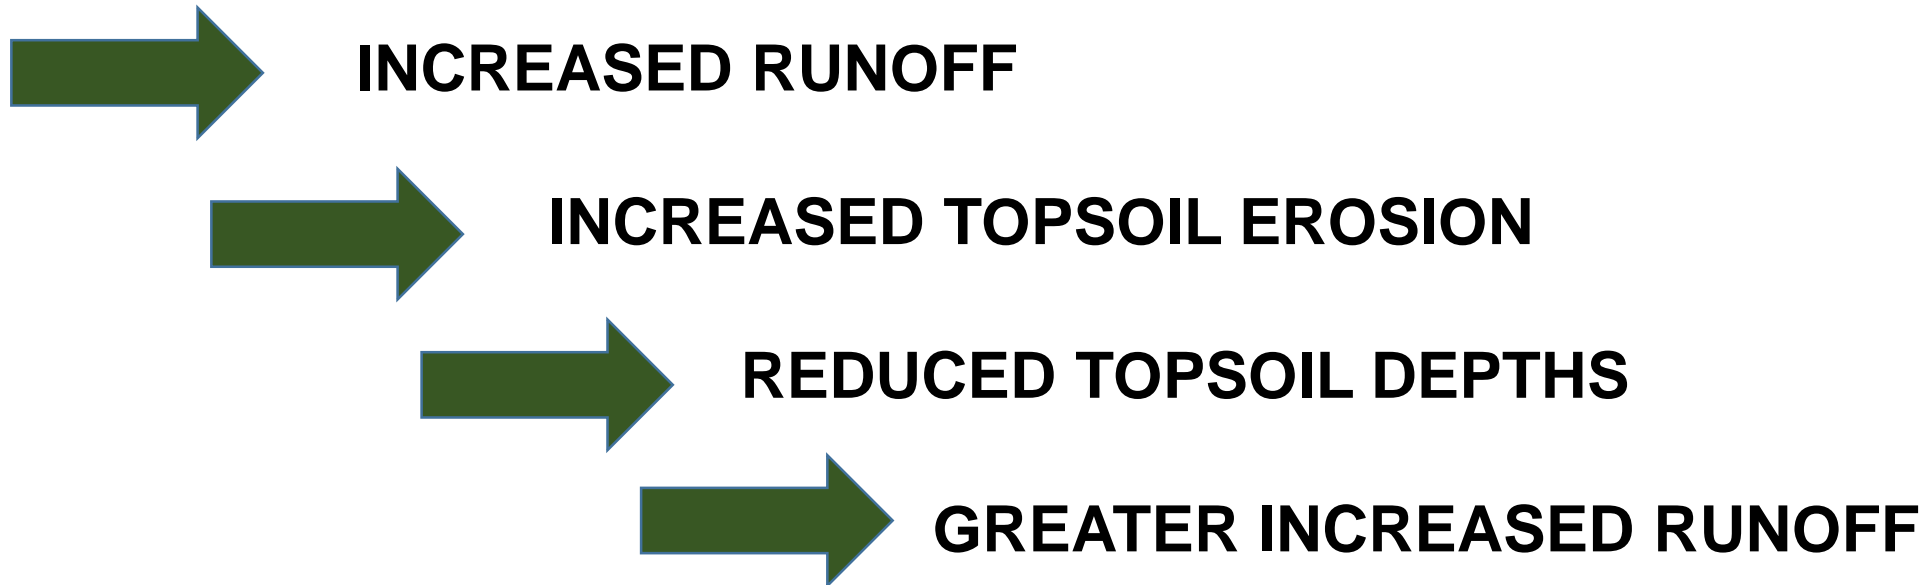 INCREASED RUNOFF
INCREASED TOPSOIL EROSION
REDUCED TOPSOIL DEPTHS
GREATER INCREASED RUNOFF